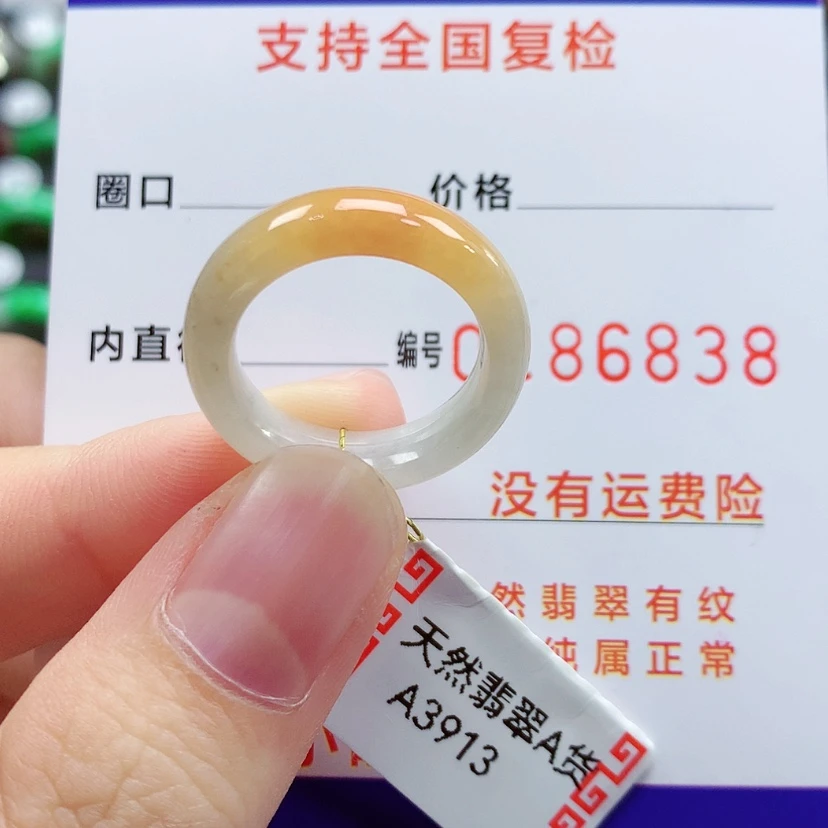 支持全国复检
圈口 价格
内直 编号 86838
没有运费险
然翡翠有纹
纯属正常
天然翡翠A货
A3913